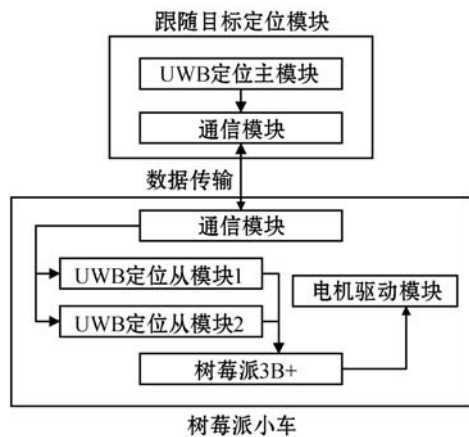 跟随目标定位模块
UWB定位主模块
通信模块
数据传输
通信模块
UWB定位从模块1
电机驱动模块
UWB定位从模块2
树莓派3B+
树莓派小车